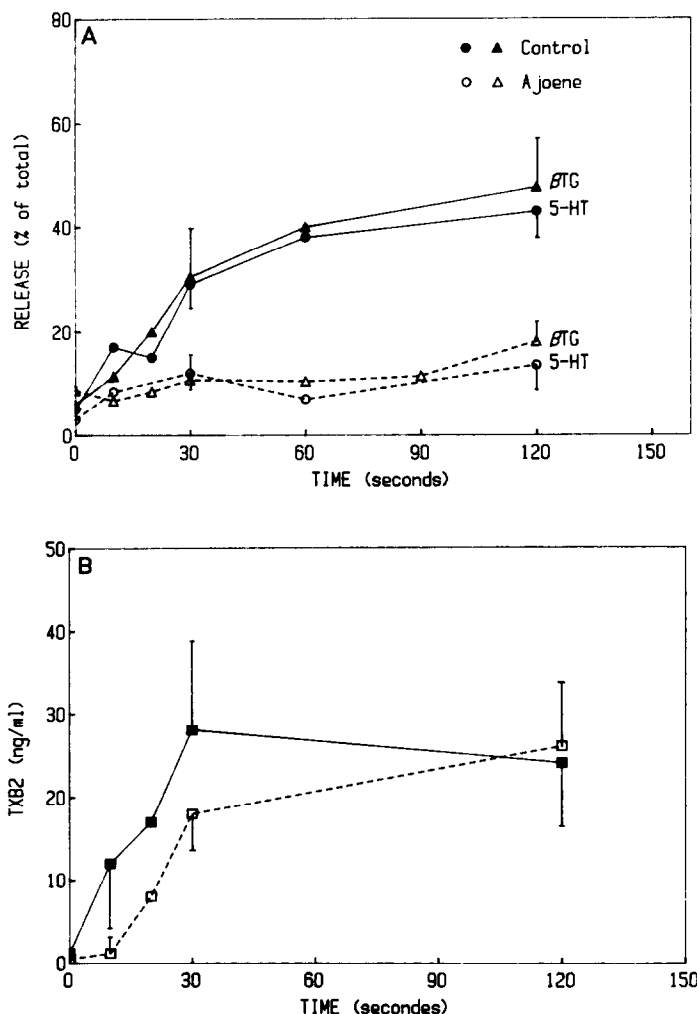 A
80
60
40
20
0
RELEASE (% of total)
● ▲ Control
○ △ Ajoene
βTG
5-HT
βTG
5-HT
0 30 60 90 120 150
TIME (seconds)
B
50
40
30
20
10
0
TXB2 (ng/ml)
0 30 60 90 120 150
TIME (secondes)